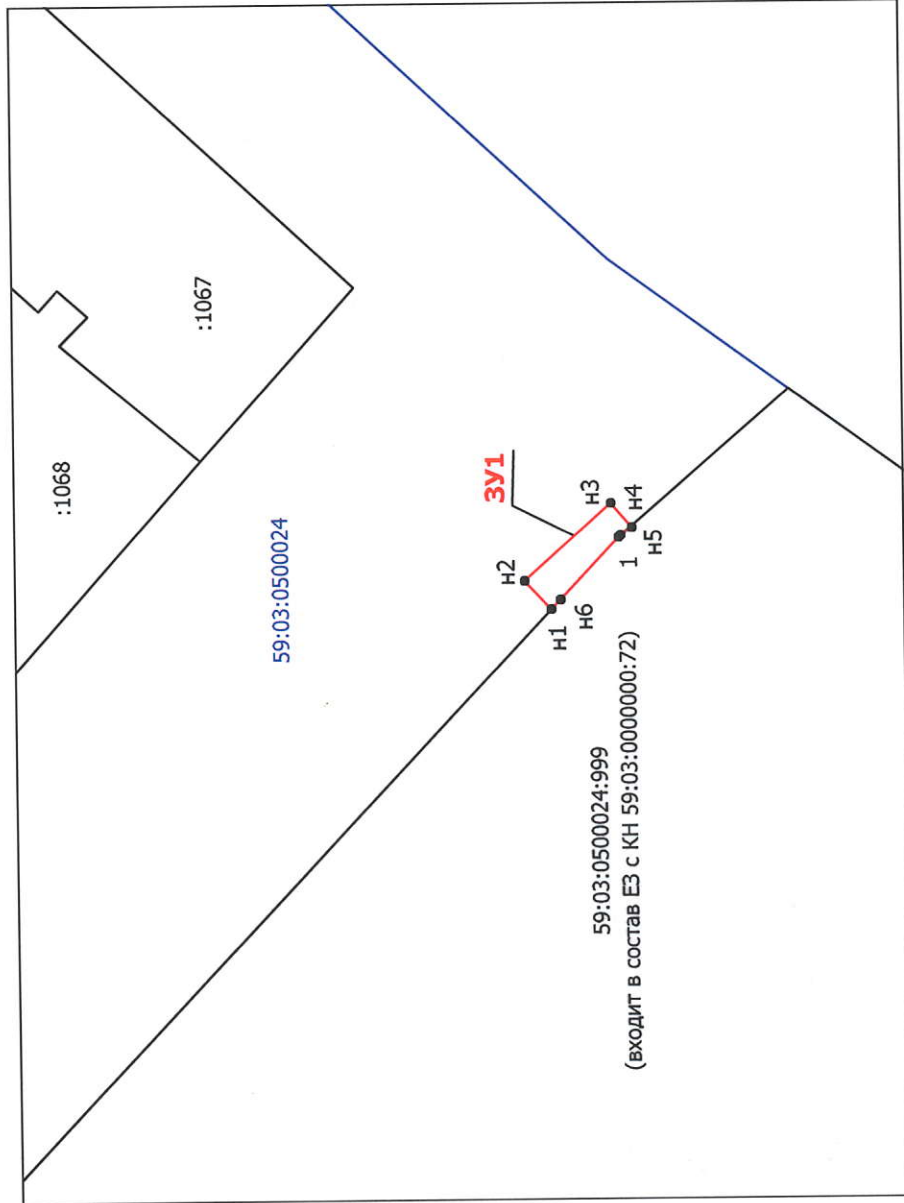 :1068
:1067
59:03:0500024
ЗУ1
н2
н3
н1
н6
1
н4
н5
59:03:0500024:999
(входит в состав ЕЗ с КН 59:03:0000000:72)